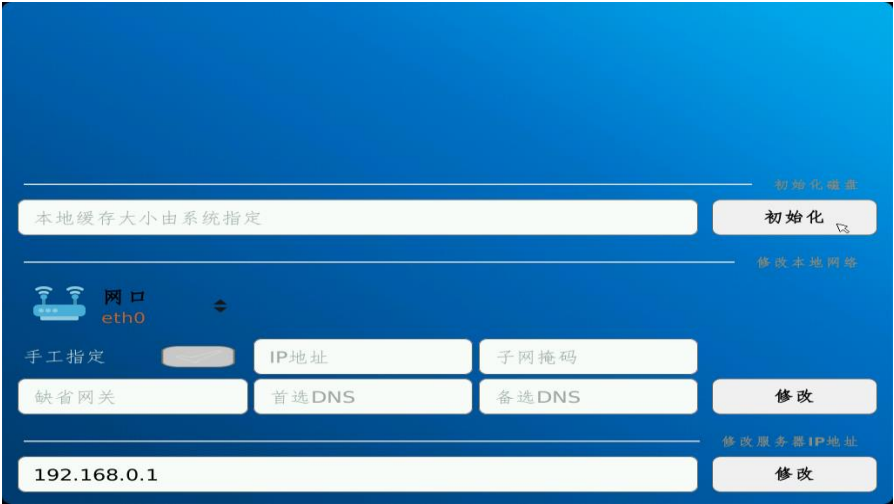 初始化磁盘
本地缓存大小由系统指定 初始化
修改本地网络
网口
eth0
手工指定 IP地址 子网掩码
缺省网关 首选DNS 备选DNS 修改
修改服务器IP地址
192.168.0.1 修改